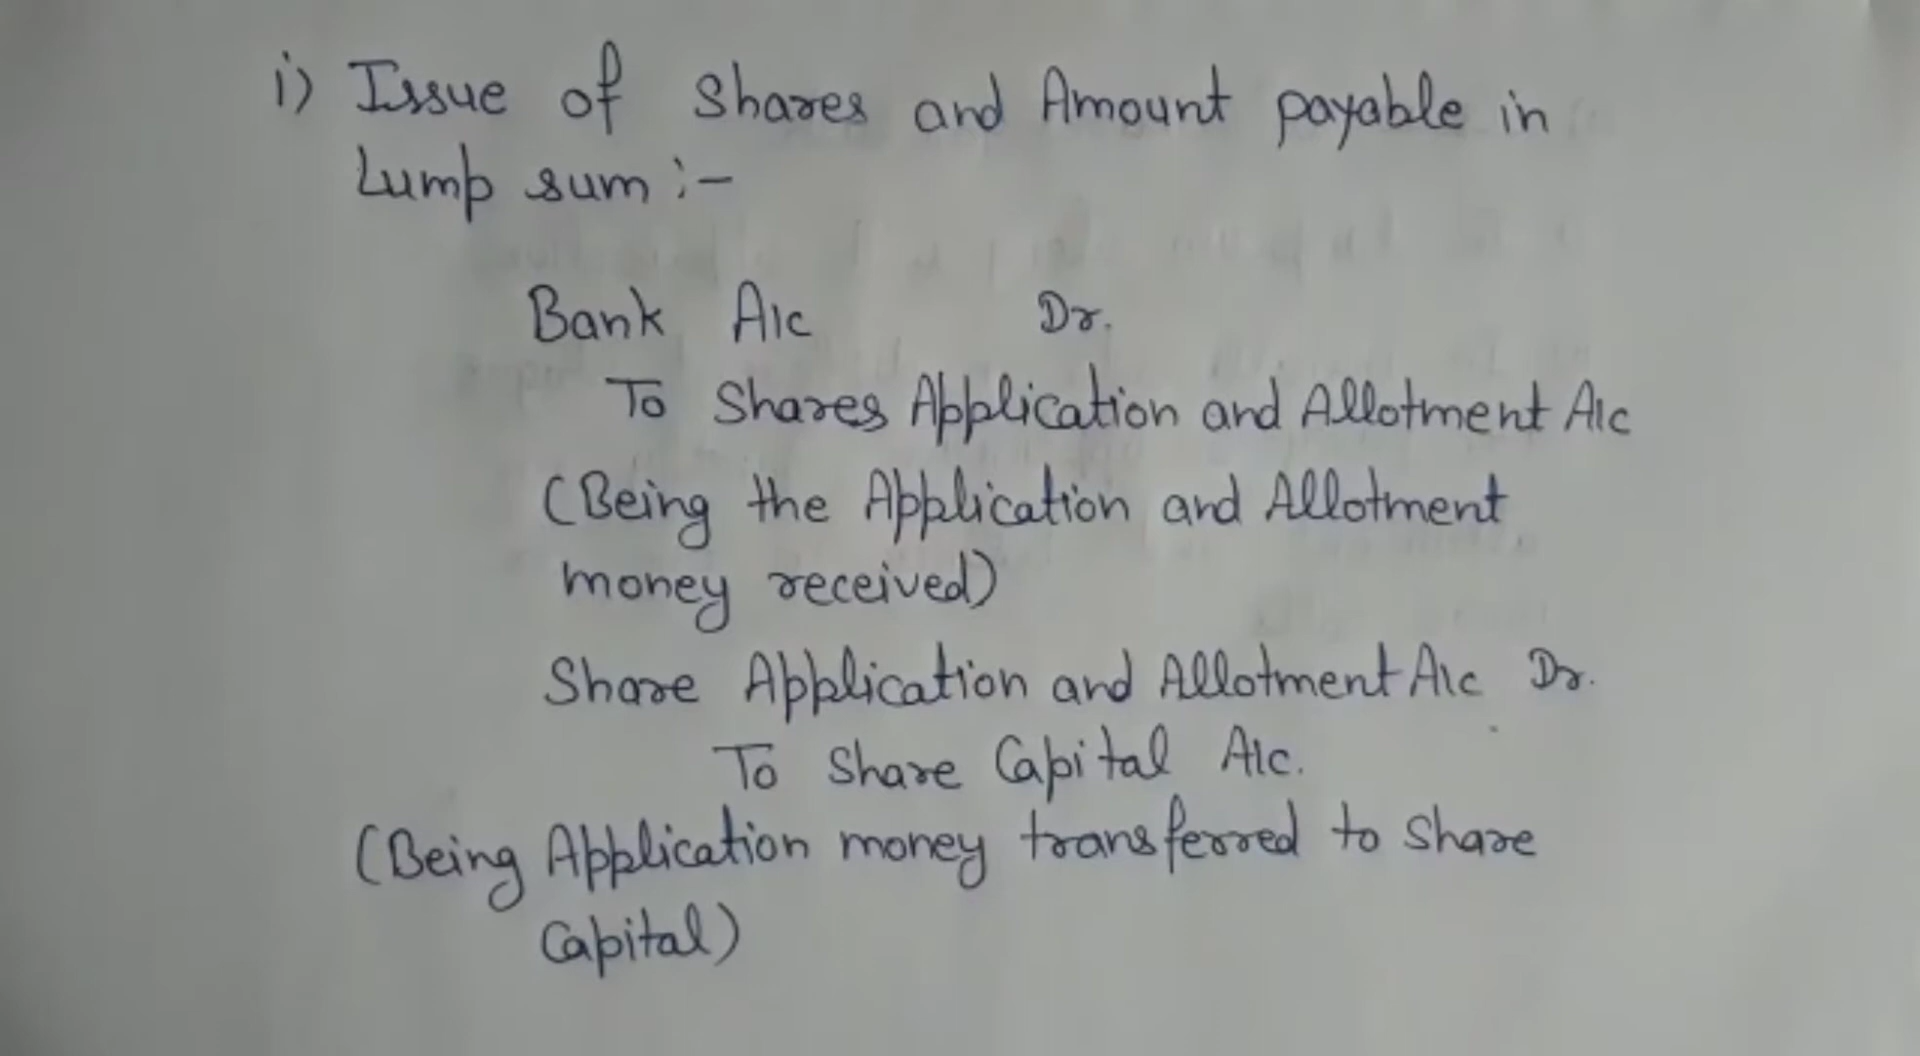 i) Issue of Shares and Amount payable in
Lump sum :-
Bank A/c Dr.
To Shares Application and Allotment A/c
(Being the Application and Allotment
money received)
Share Application and Allotment A/c Dr.
To Share Capital A/c.
(Being Application money transferred to Share
Capital)